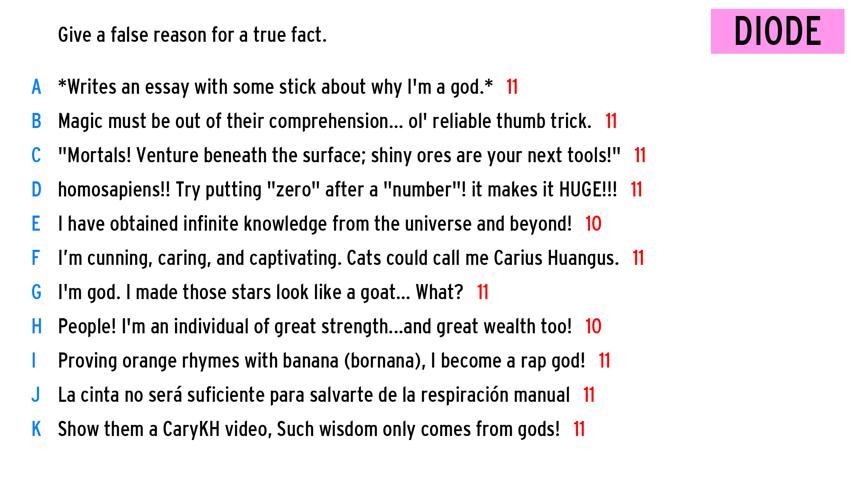 Give a false reason for a true fact.
DIODE
A *Writes an essay with some stick about why I'm a god.* 11
B Magic must be out of their comprehension... ol' reliable thumb trick. 11
C "Mortals! Venture beneath the surface; shiny ores are your next tools!" 11
D homosapiens!! Try putting "zero" after a "number"! it makes it HUGE!!! 11
E I have obtained infinite knowledge from the universe and beyond! 10
F I’m cunning, caring, and captivating. Cats could call me Carius Huangus. 11
G I'm god. I made those stars look like a goat... What? 11
H People! I'm an individual of great strength...and great wealth too! 10
I Proving orange rhymes with banana (bornana), I become a rap god! 11
J La cinta no será suficiente para salvarte de la respiración manual 11
K Show them a CaryKH video, Such wisdom only comes from gods! 11